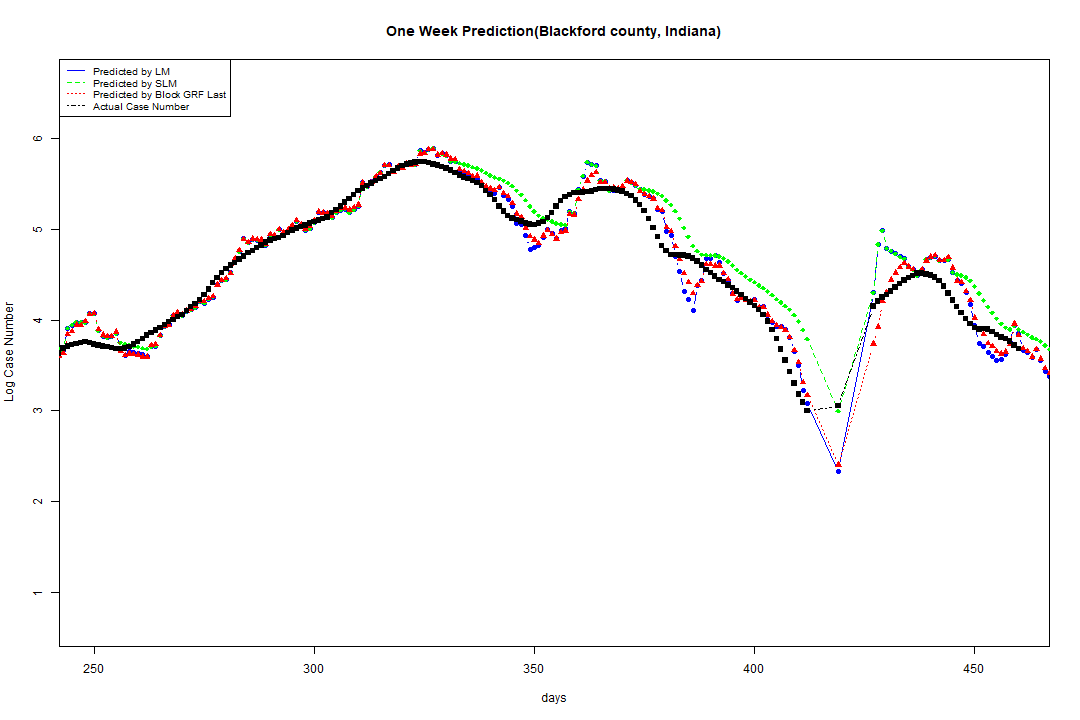 One Week Prediction(Blackford county, Indiana)
Predicted by LM
Predicted by SLM
Predicted by Block GRF Last
Actual Case Number
6
5
4
3
2
1
Log Case Number
250
300
350
400
450
days